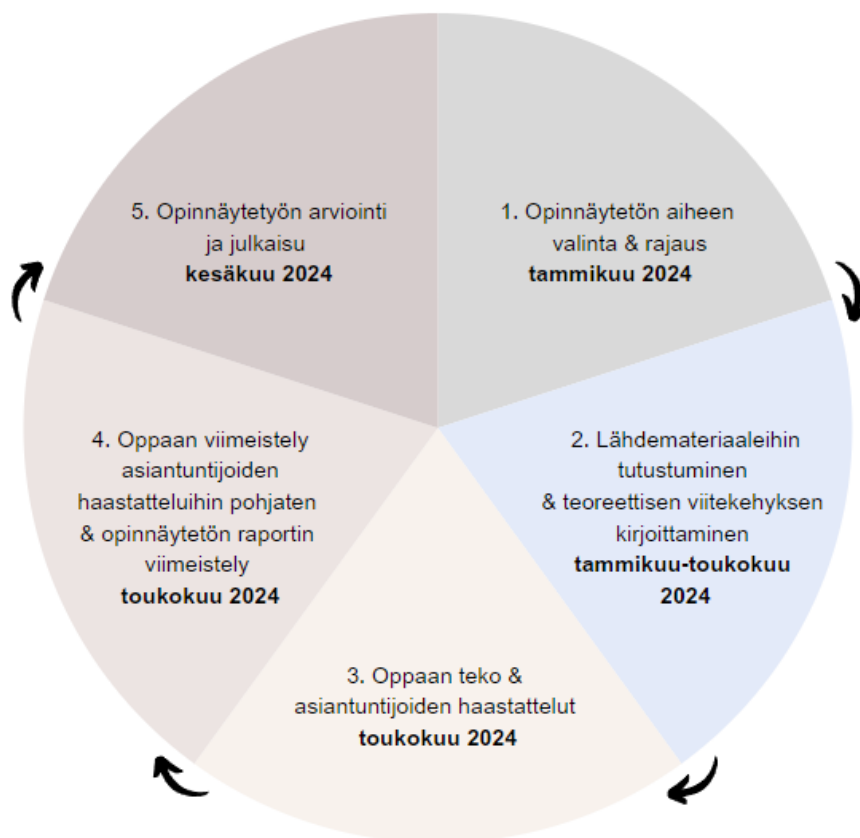 1. Opinnäytetön aiheen
valinta & rajaus
tammikuu 2024
2. Lähdemateriaaleihin
tutustuminen
& teoreettisen viitekehyksen
kirjoittaminen
tammikuu-toukokuu
2024
3. Oppaan teko &
asiantuntijoiden haastattelut
toukokuu 2024
4. Oppaan viimeistely
asiantuntijoiden
haastatteluihin pohjaten
& opinnäytetön raportin
viimeistely
toukokuu 2024
5. Opinnäytetyön arviointi
ja julkaisu
kesäkuu 2024